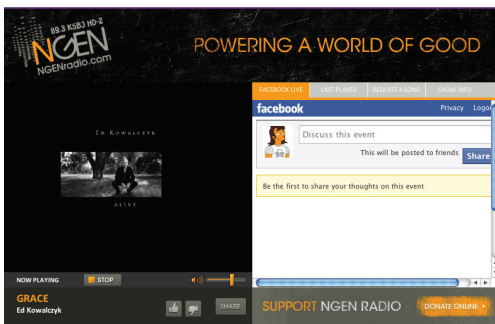 89.3 KSBJ HD-2
NGEN
NGENradio.com
POWERING A WORLD OF GOOD
FACEBOOK LIVE
LAST PLAYED
REQUEST A SONG
SHOW INFO
facebook
Privacy
Logo
Discuss this event
This will be posted to friends
Share
Be the first to share your thoughts on this event
ED KOWALCZYK
ALIVE
NOW PLAYING
STOP
GRACE
Ed Kowalczyk
SHARE
SUPPORT NGEN RADIO
DONATE ONLINE